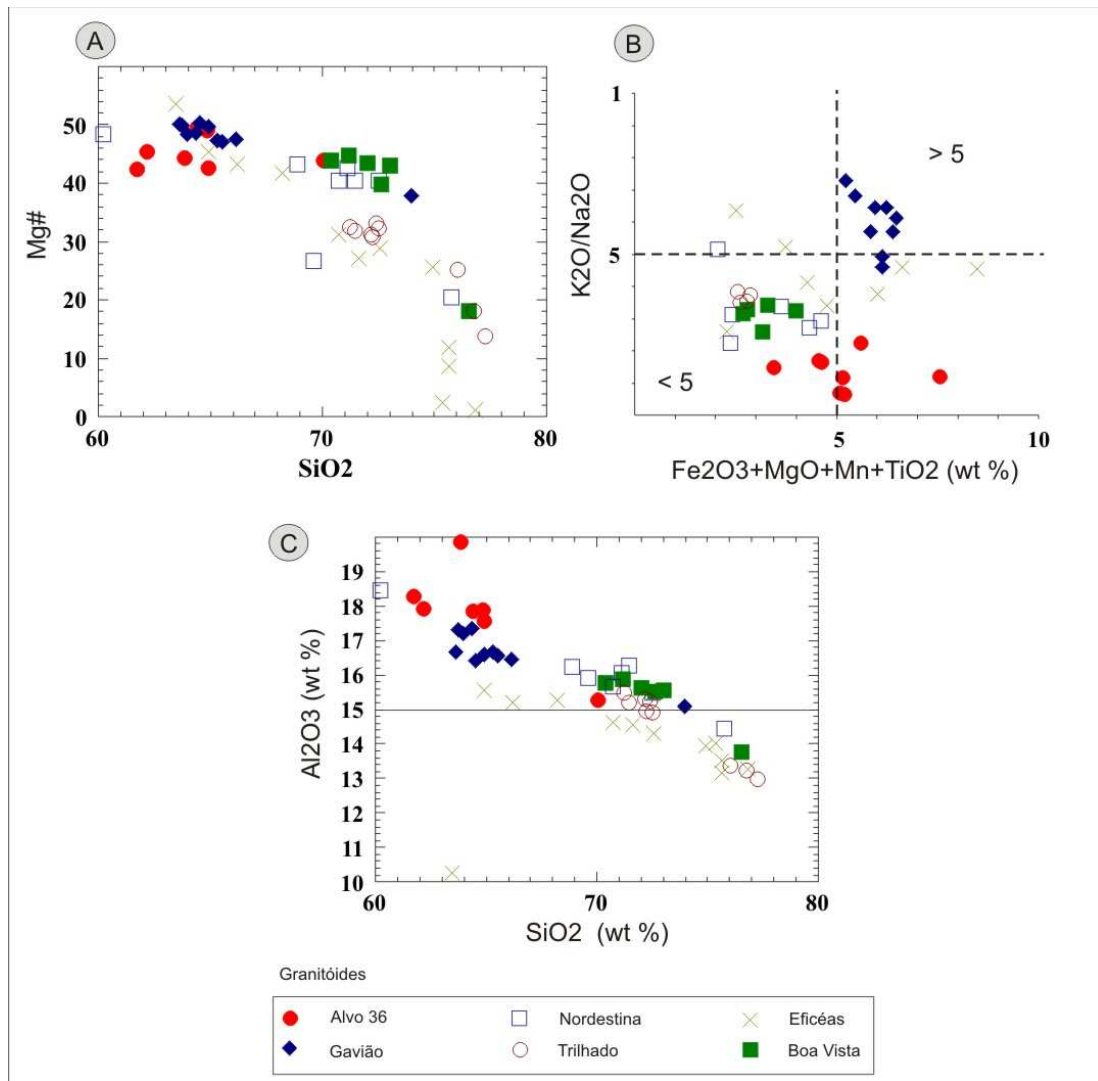 A
B
Mg#
50
40
30
20
10
0
60
70
80
SiO2
K2O/Na2O
1
5
> 5
< 5
5
10
Fe2O3+MgO+Mn+TiO2 (wt %)
C
Al2O3 (wt %)
19
18
17
16
15
14
13
12
11
10
60
70
80
SiO2 (wt %)
Granitóides
Alvo 36
Nordestina
Eficéas
Gavião
Trilhado
Boa Vista